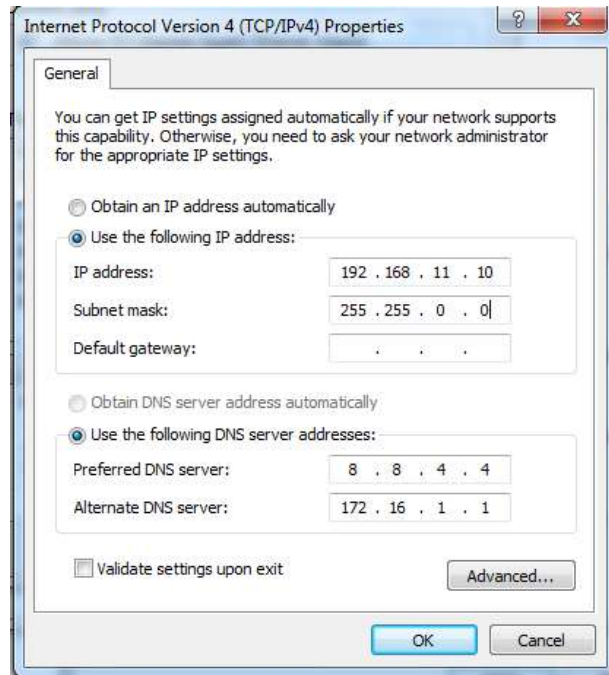 Internet Protocol Version 4 (TCP/IPv4) Properties
?
General
You can get IP settings assigned automatically if your network supports
this capability. Otherwise, you need to ask your network administrator
for the appropriate IP settings.
Obtain an IP address automatically
Use the following IP address:
IP address: 192 . 168 . 11 . 10
Subnet mask: 255 . 255 . 0 . 0
Default gateway: . . .
Obtain DNS server address automatically
Use the following DNS server addresses:
Preferred DNS server: 8 . 8 . 4 . 4
Alternate DNS server: 172 . 16 . 1 . 1
Validate settings upon exit
Advanced...
OK Cancel